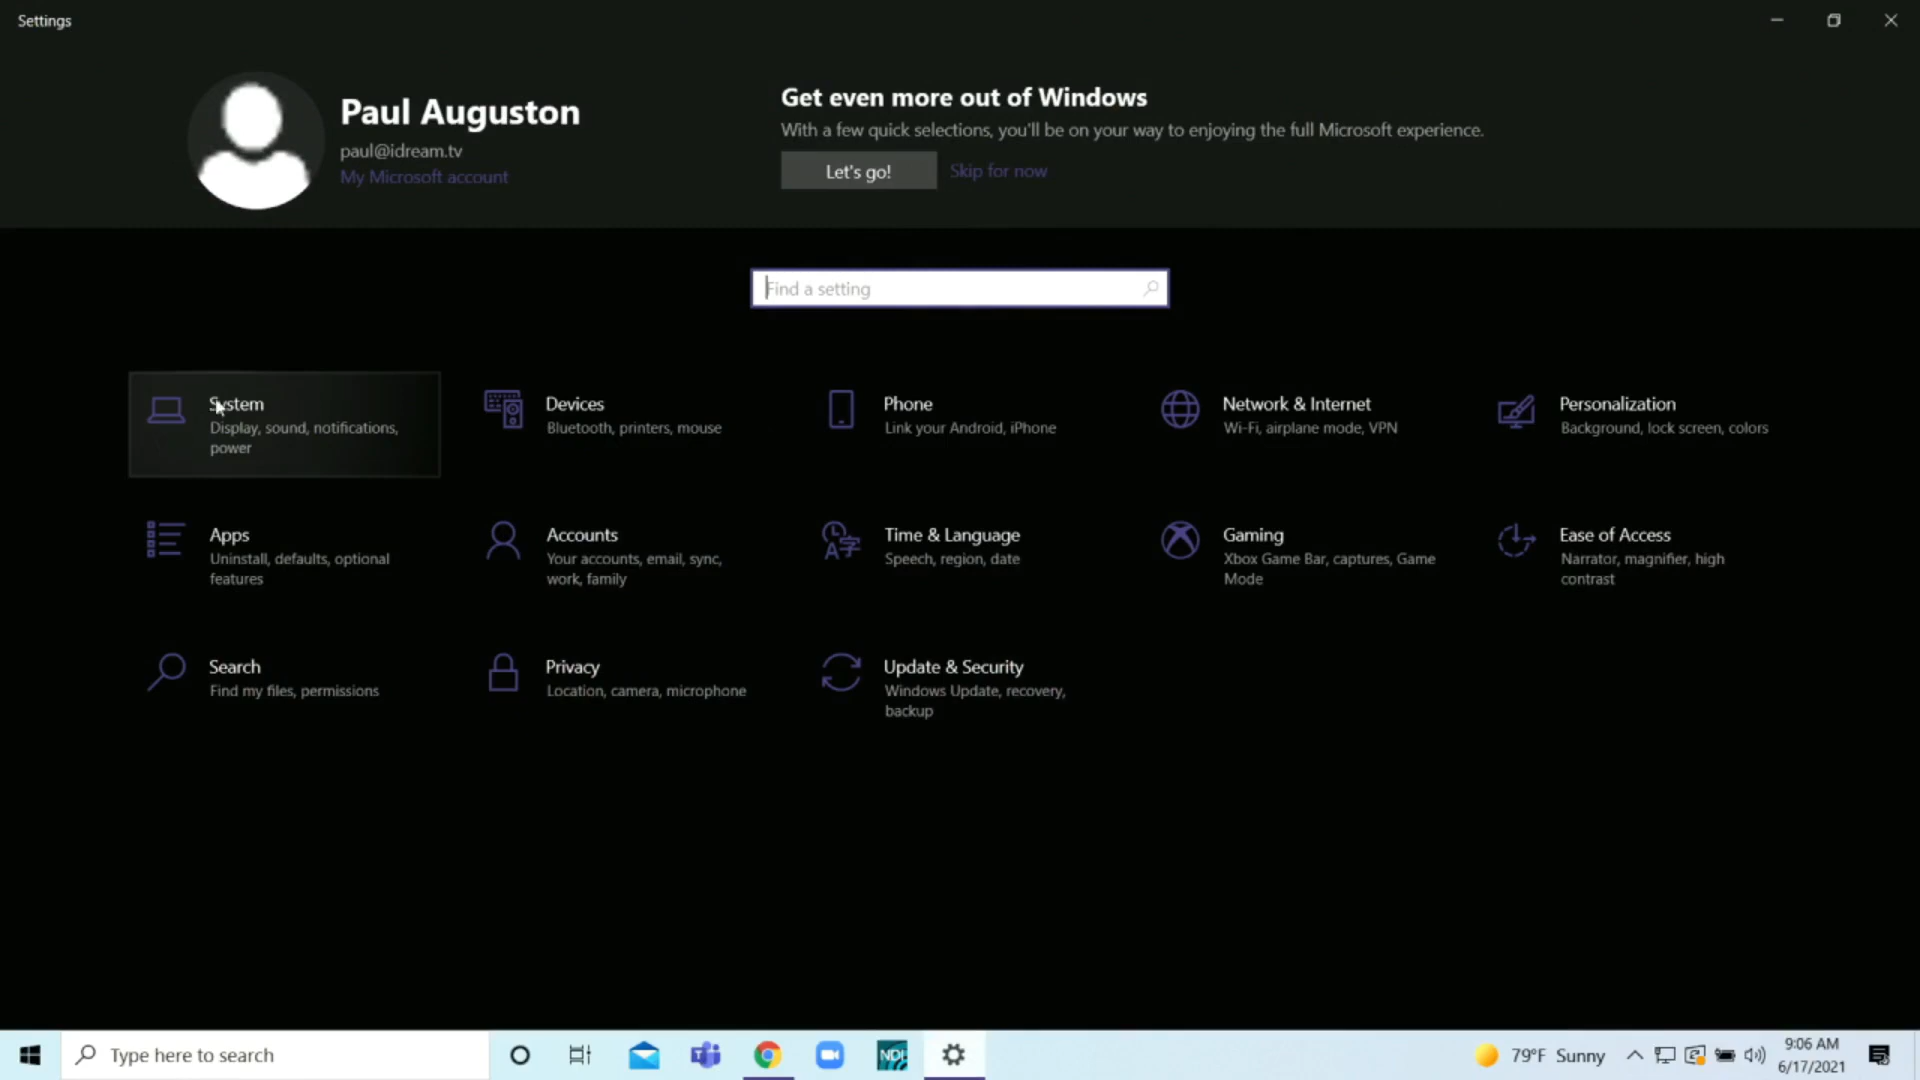 Settings
Paul Auguston
paul@idream.tv
My Microsoft account
Get even more out of Windows
With a few quick selections, you'll be on your way to enjoying the full Microsoft experience.
Let's go!
Skip for now
Find a setting
System
Display, sound, notifications,
power
Devices
Bluetooth, printers, mouse
Phone
Link your Android, iPhone
Network & Internet
Wi-Fi, airplane mode, VPN
Personalization
Background, lock screen, colors
Apps
Uninstall, defaults, optional
features
Accounts
Your accounts, email, sync,
work, family
Time & Language
Speech, region, date
Gaming
Xbox Game Bar, captures, Game
Mode
Ease of Access
Narrator, magnifier, high
contrast
Search
Find my files, permissions
Privacy
Location, camera, microphone
Update & Security
Windows Update, recovery,
backup
Type here to search
NDI
79°F Sunny
9:06 AM
6/17/2021